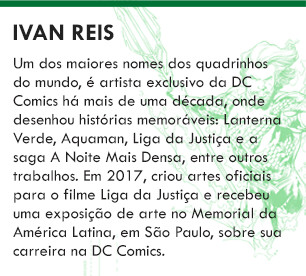 IVAN REIS
Um dos maiores nomes dos quadrinhos
do mundo, é artista exclusivo da DC
Comics há mais de uma década, onde
desenhou histórias memoráveis: Lanterna
Verde, Aquaman, Liga da Justiça e a
saga A Noite Mais Densa, entre outros
trabalhos. Em 2017, criou artes oficiais
para o filme Liga da Justiça e recebeu
uma exposição de arte no Memorial da
América Latina, em São Paulo, sobre sua
carreira na DC Comics.